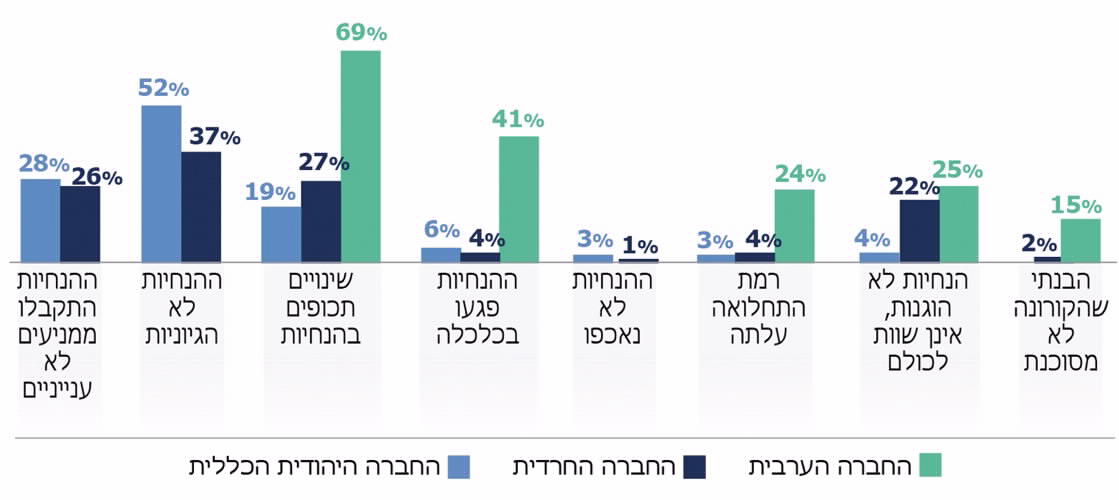 28%
26%
52%
37%
19%
27%
69%
6%
4%
41%
3%
1%
3%
4%
24%
4%
22%
25%
2%
15%
ההנחיות
התקבלו
ממניעים
לא
ענייניים
ההנחיות
לא
הגיוניות
שינויים
תכופים
בהנחיות
ההנחיות
פגעו
בכלכלה
ההנחיות
לא
נאכפו
רמת
התחלואה
עלתה
הנחיות לא
הוגנות,
אינן שוות
לכולם
הבנתי
שהקורונה
לא
מסוכנת
החברה הערבית
החברה החרדית
החברה היהודית הכללית